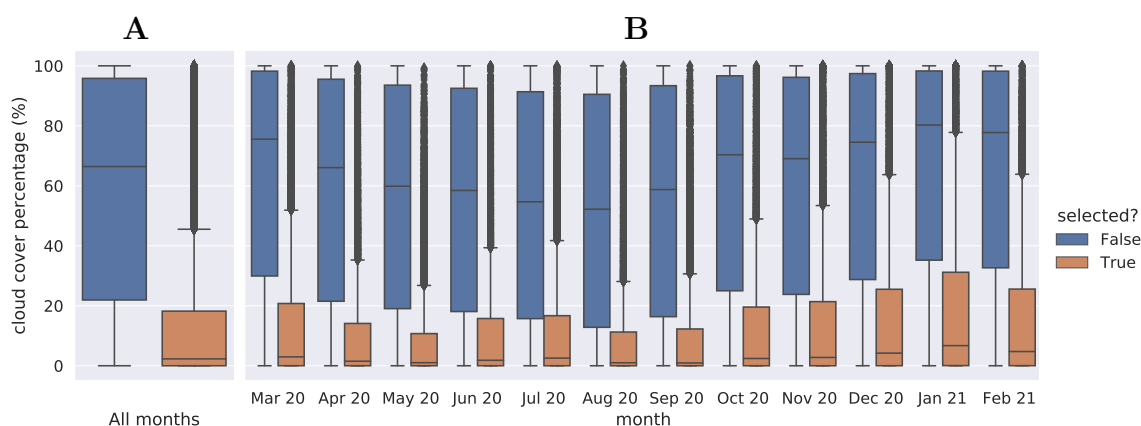 A
B
cloud cover percentage (%)
100
80
60
40
20
0
All months
Mar 20 Apr 20 May 20 Jun 20 Jul 20 Aug 20 Sep 20 Oct 20 Nov 20 Dec 20 Jan 21 Feb 21
month
selected?
False
True